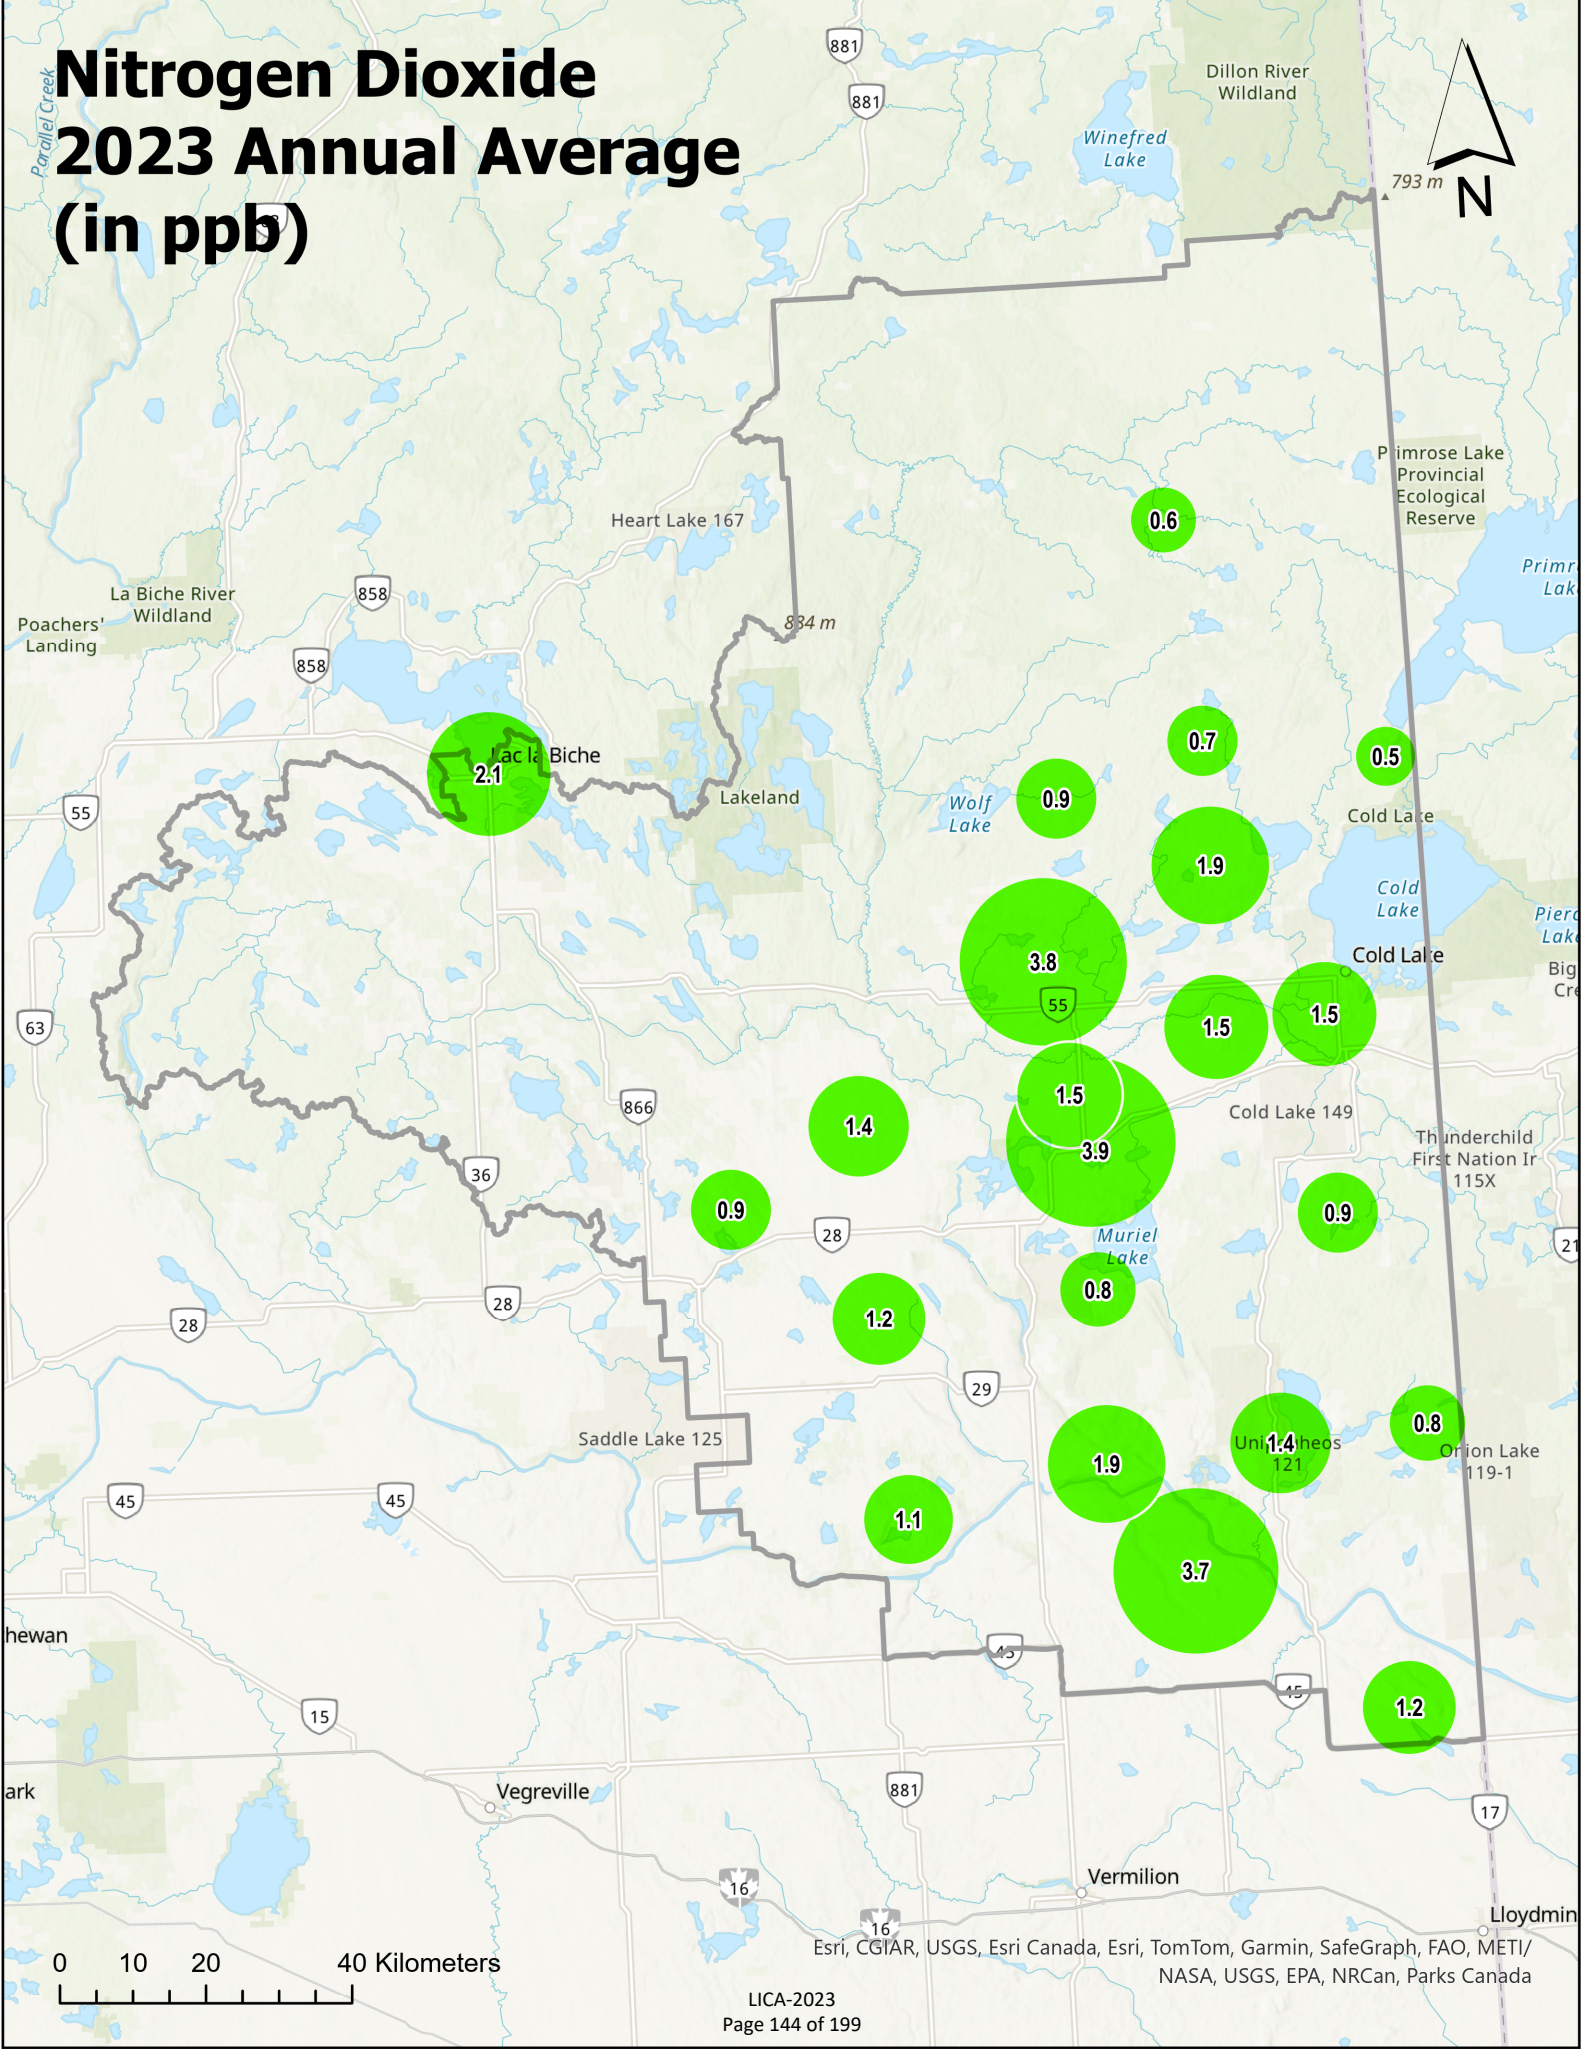 Nitrogen Dioxide
2023 Annual Average
(in ppb)
Parallel Creek
881
881
Dillon River
Wildland
Winefred
Lake
793 m
N
Primrose Lake
Provincial
Ecological
Reserve
Heart Lake 167
0.6
858
La Biche River
Wildland
Poachers'
Landing
884 m
858
0.7
0.5
Lac la Biche
2.1
Lakeland
Wolf
Lake
0.9
55
Cold Lake
1.9
Cold
Lake
Cold Lake
3.8
55
63
1.5
1.5
1.5
866
1.4
Cold Lake 149
3.9
Thunderchild
First Nation Ir
115X
36
0.9
28
0.9
Muriel
Lake
21
28
28
0.8
1.2
29
Saddle Lake 125
0.8
1.4
121
Onion Lake
119-1
1.9
45
45
1.1
3.7
hewan
45
45
1.2
15
ark
Vegreville
881
17
16
Vermilion
16
Lloydmin
0 10 20 40 Kilometers
Esri, CGIAR, USGS, Esri Canada, Esri, TomTom, Garmin, SafeGraph, FAO, METI/
NASA, USGS, EPA, NRCan, Parks Canada
LICA-2023
Page 144 of 199